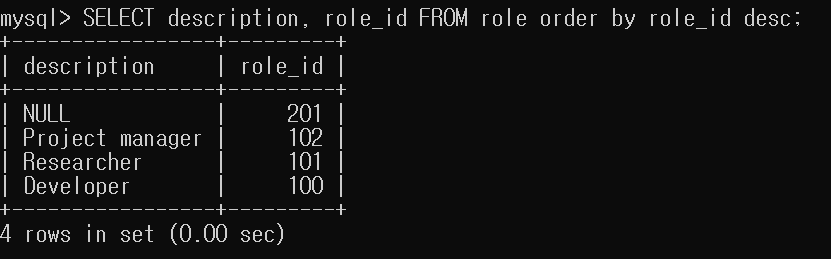 mysql> SELECT description, role_id FROM role order by role_id desc;
+-----------------+---------+
| description     | role_id |
+-----------------+---------+
| NULL            |     201 |
| Project manager |     102 |
| Researcher      |     101 |
| Developer       |     100 |
+-----------------+---------+
4 rows in set (0.00 sec)